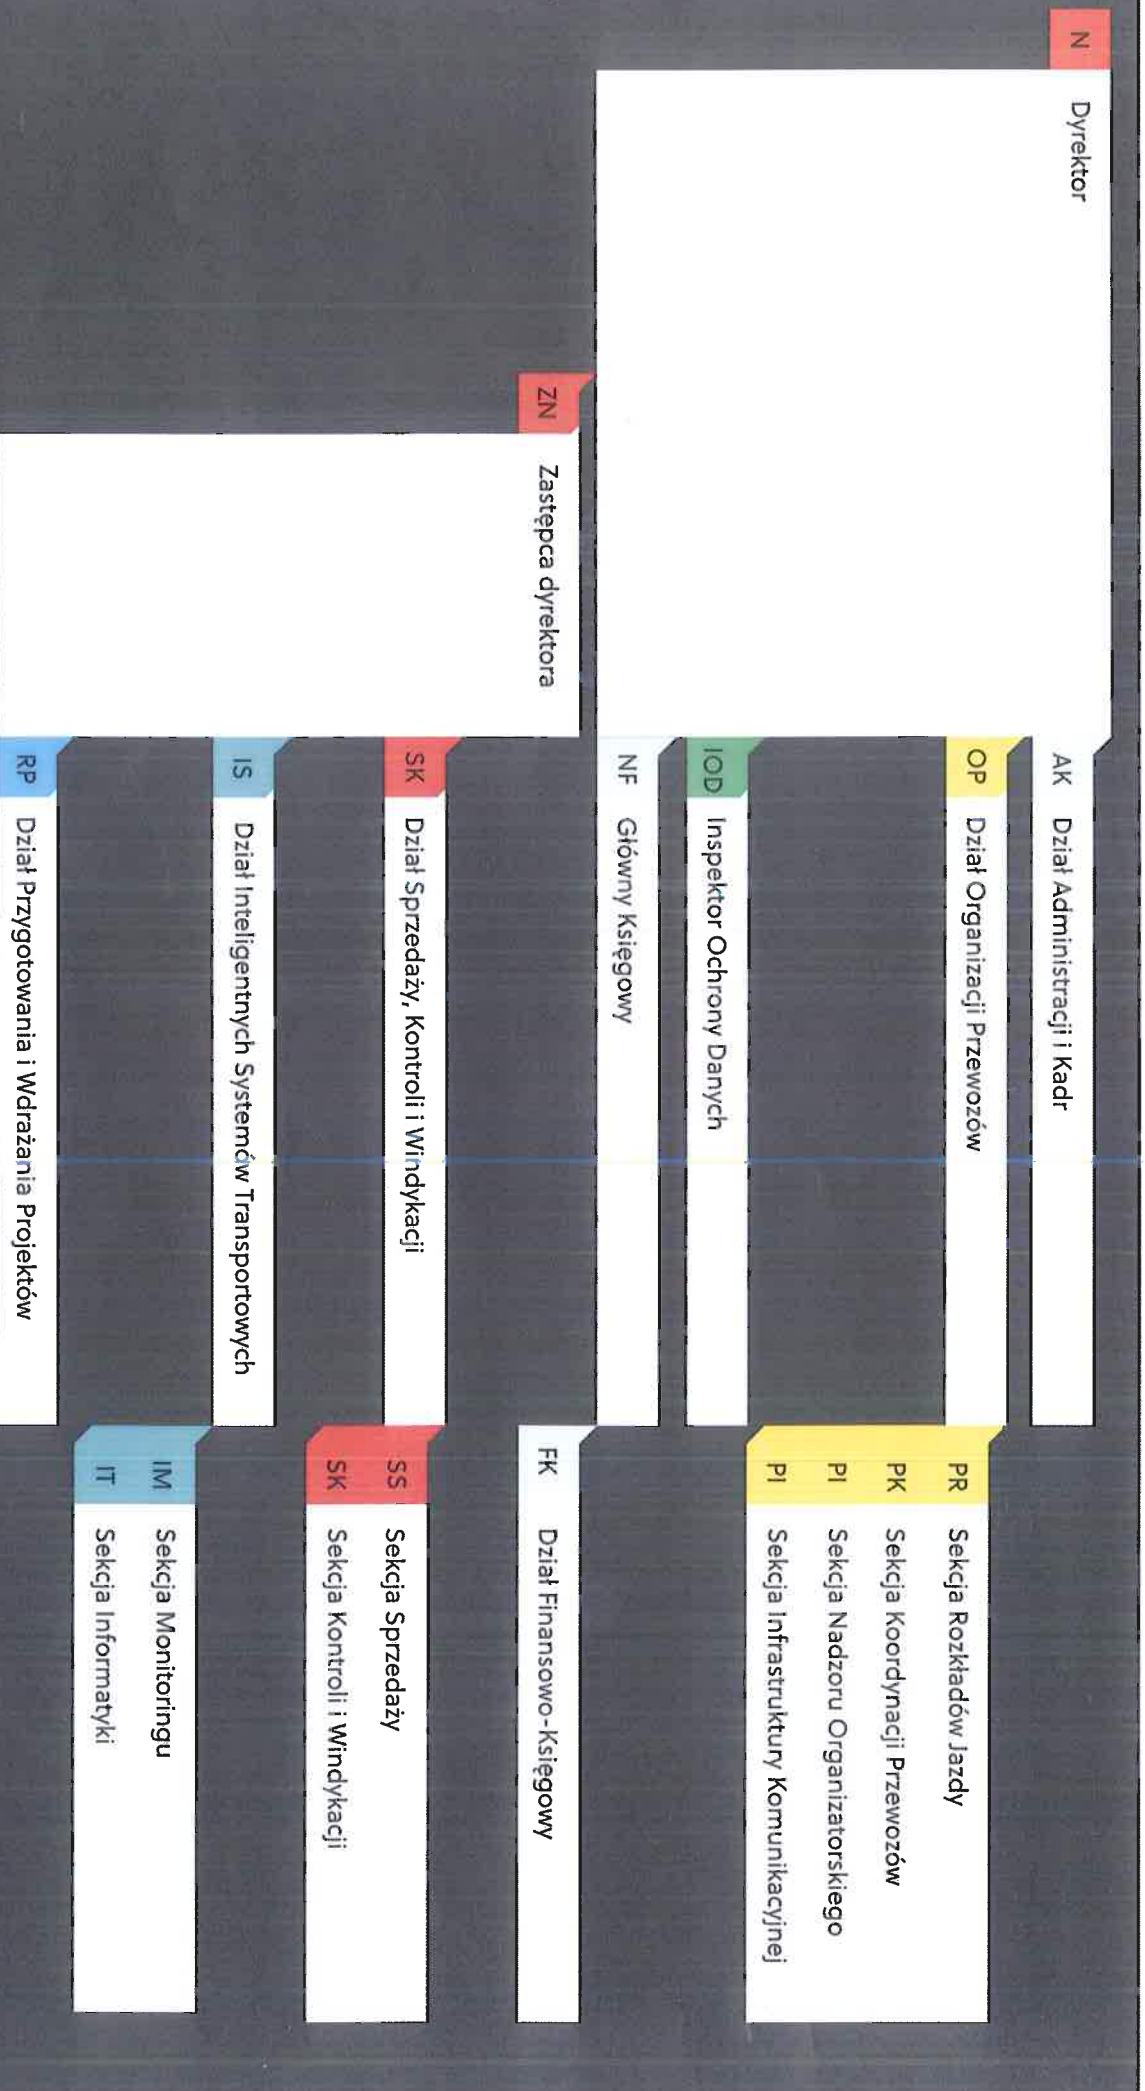 N Dyrektor
AK Dział Administracji i Kadr
OP Dział Organizacji Przewozów
PR Sekcja Rozkładów Jazdy
PK Sekcja Koordynacji Przewozów
PI Sekcja Nadzoru Organizatorskiego
PI Sekcja Infrastruktury Komunikacyjnej
IOD Inspektor Ochrony Danych
NF Główny Księgowy
FK Dział Finansowo-Księgowy
ZN Zastępca dyrektora
SK Dział Sprzedaży, Kontroli i Windykacji
SS Sekcja Sprzedaży
SK Sekcja Kontroli i Windykacji
IS Dział Inteligentnych Systemów Transportowych
IM Sekcja Monitoringu
IT Sekcja Informatyki
RP Dział Przygotowania i Wdrażania Projektów